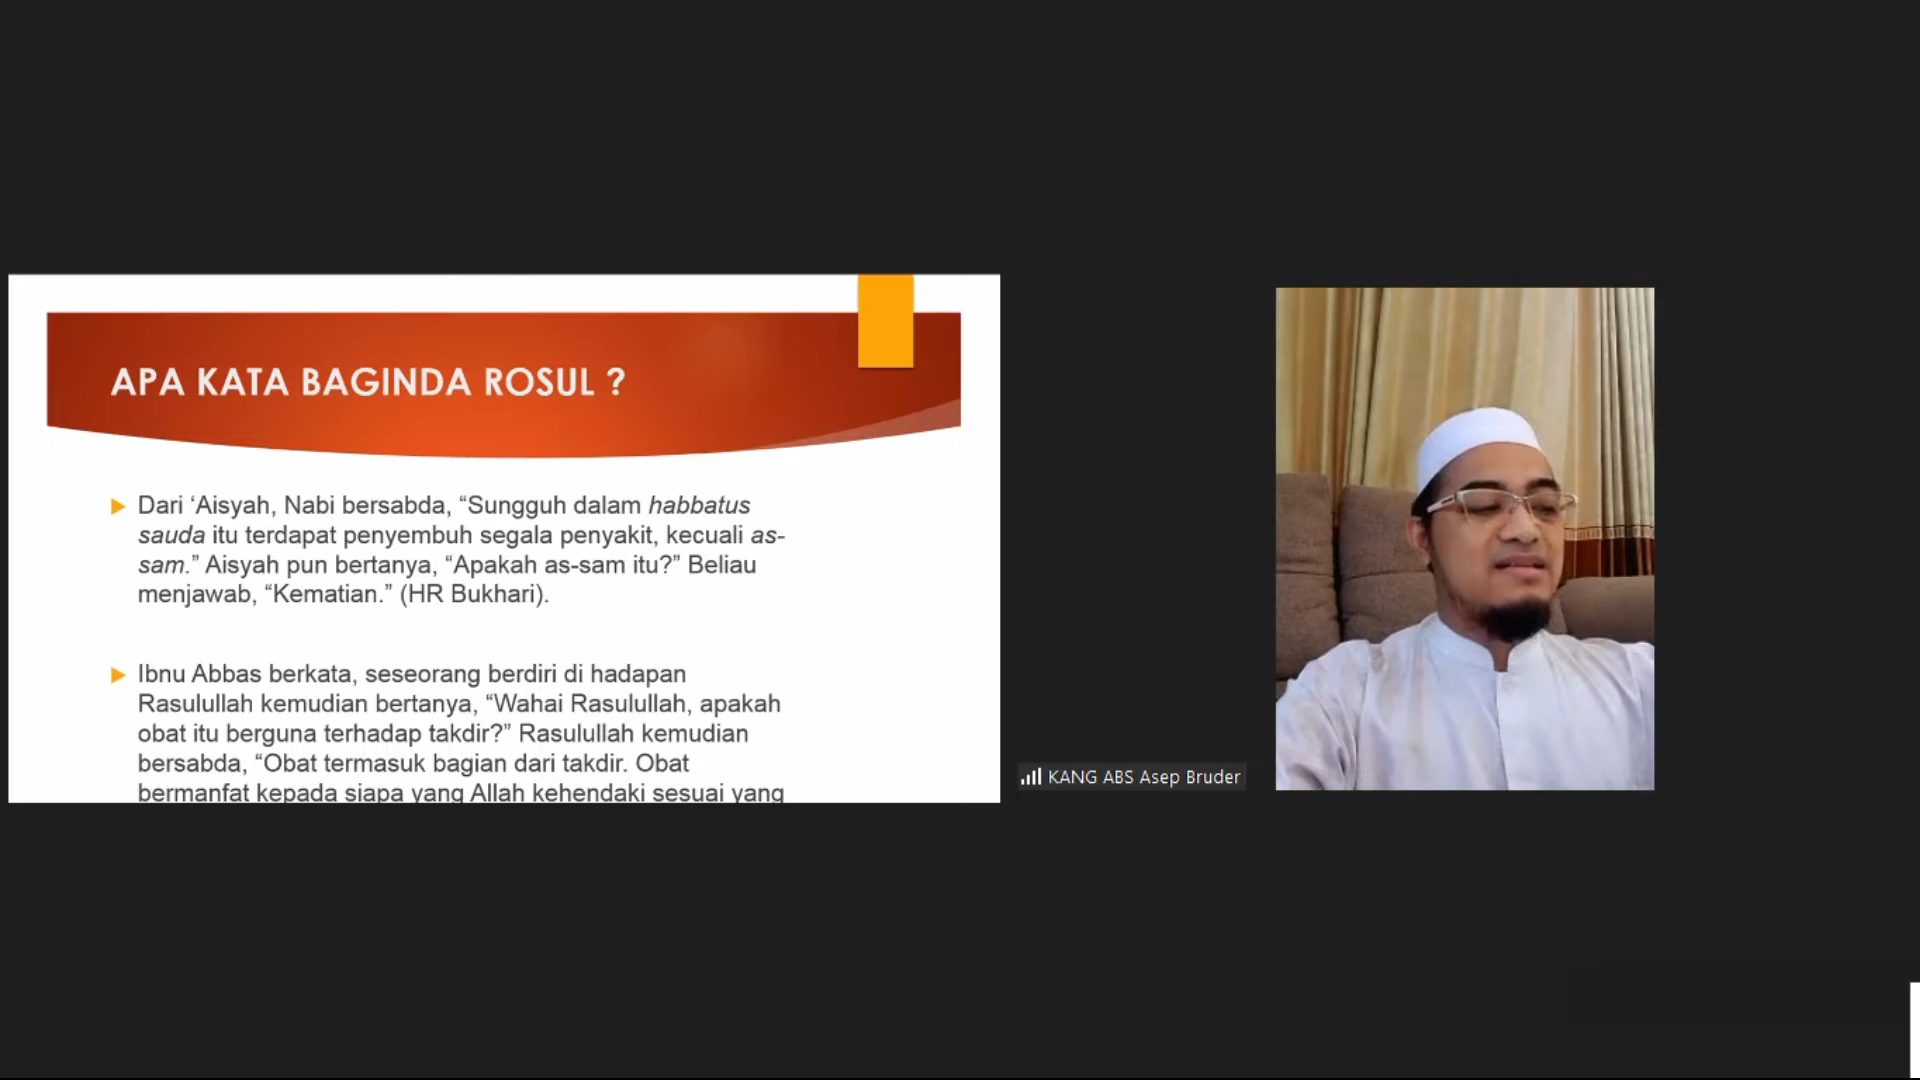 APA KATA BAGINDA ROSUL ?
Dari ‘Aisyah, Nabi bersabda, “Sungguh dalam habbatus
sauda itu terdapat penyembuh segala penyakit, kecuali as-
sam.” Aisyah pun bertanya, “Apakah as-sam itu?” Beliau
menjawab, “Kematian.” (HR Bukhari).
Ibnu Abbas berkata, seseorang berdiri di hadapan
Rasulullah kemudian bertanya, “Wahai Rasulullah, apakah
obat itu berguna terhadap takdir?” Rasulullah kemudian
bersabda, “Obat termasuk bagian dari takdir. Obat
bermanfat kepada siapa yang Allah kehendaki sesuai yang
KANG ABS Asep Bruder